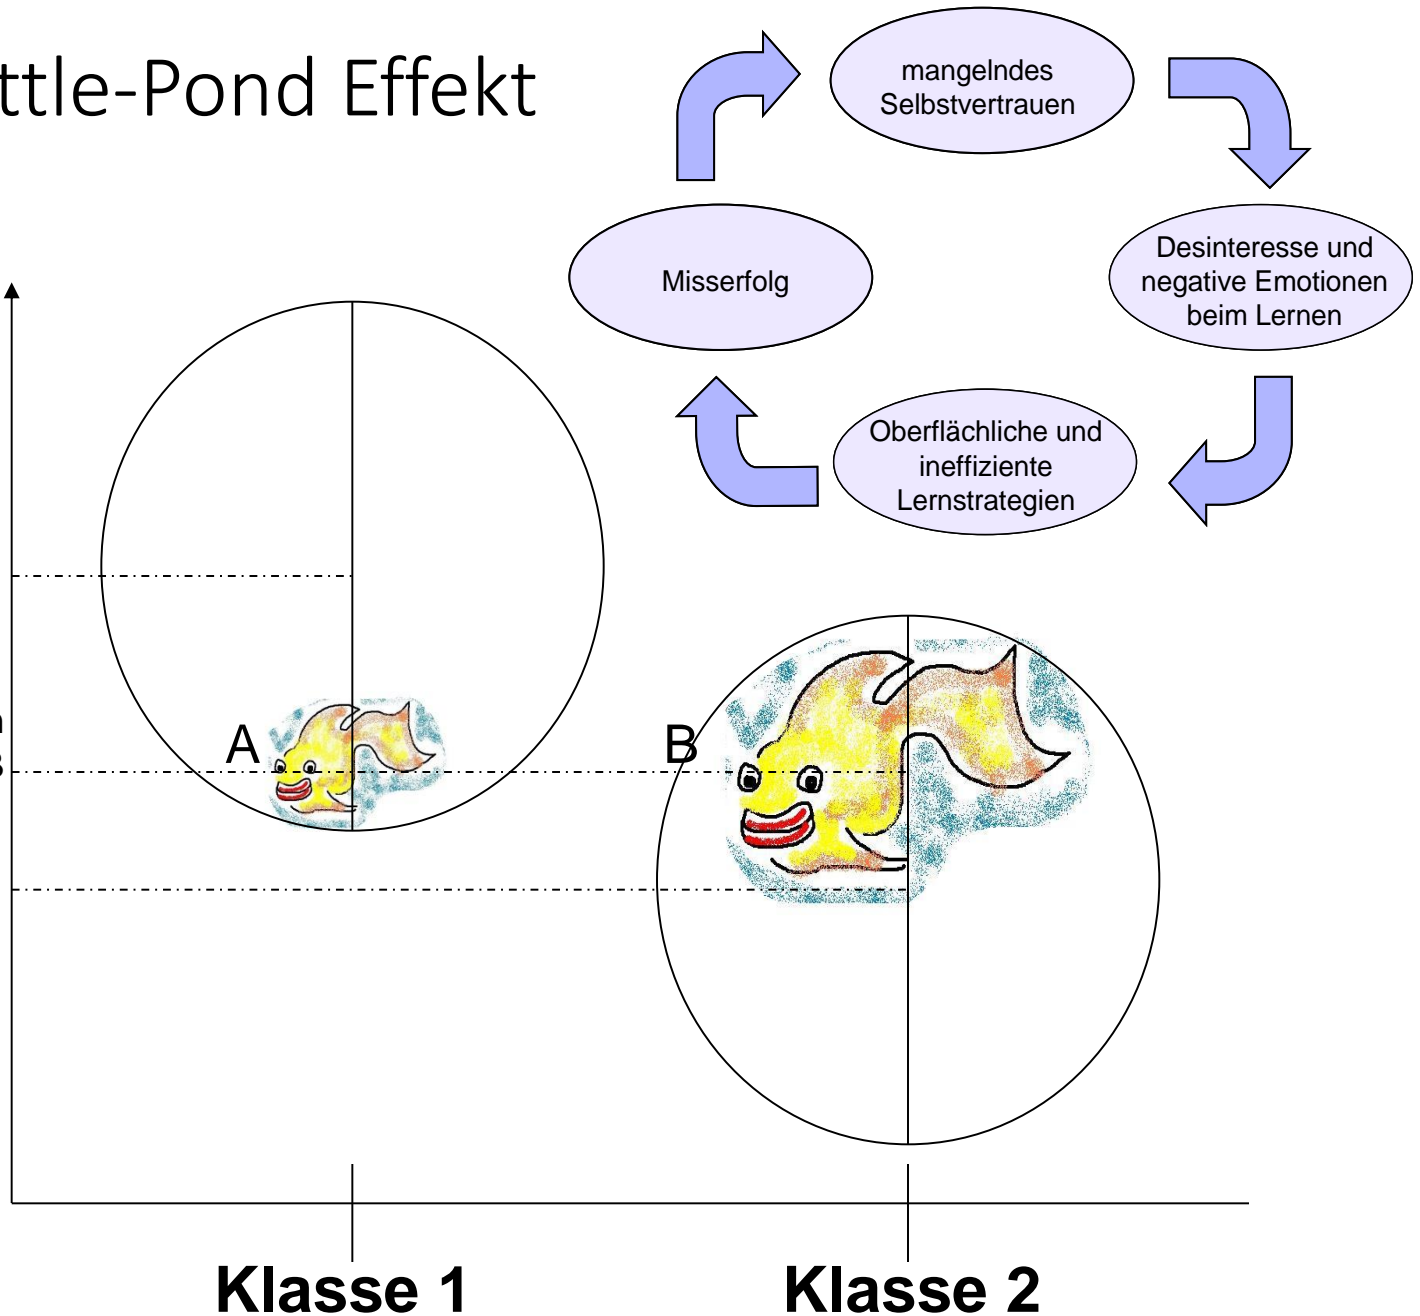 ttle-Pond Effekt
mangelndes
Selbstvertrauen
Desinteresse und
negative Emotionen
beim Lernen
Misserfolg
Oberflächliche und
ineffiziente
Lernstrategien
A
B
Klasse 1
Klasse 2